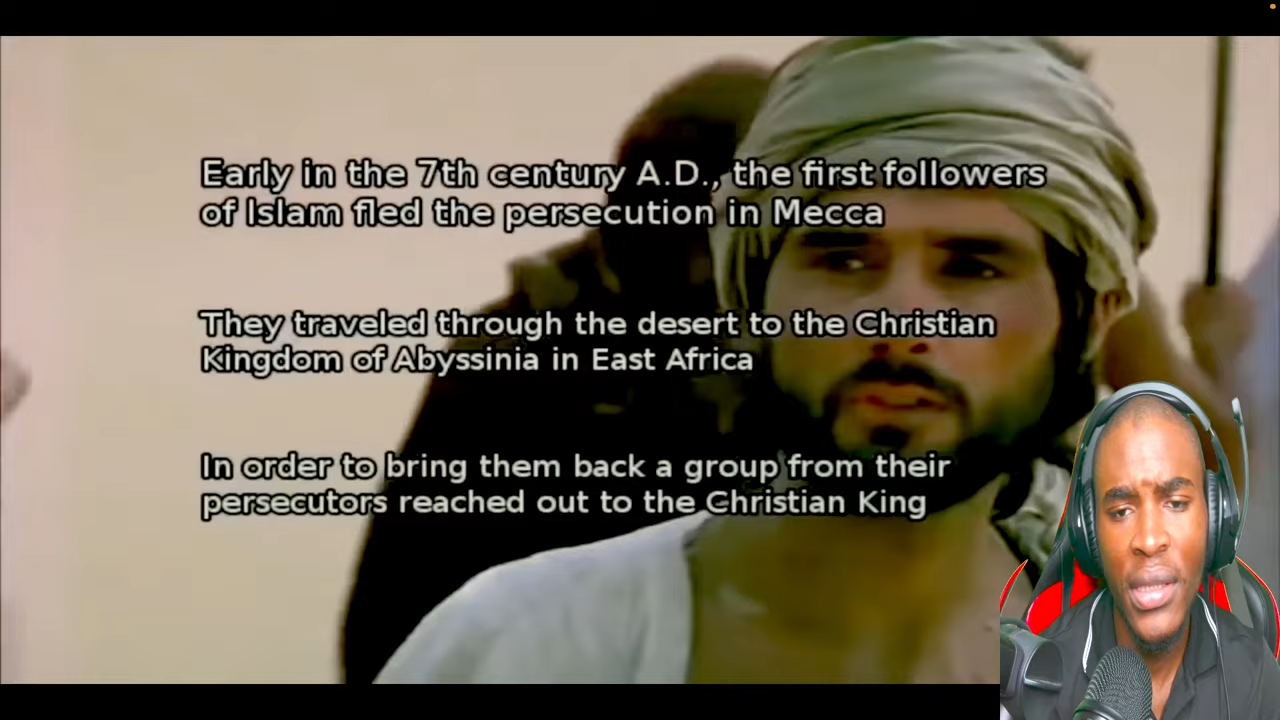 Early in the 7th century A.D., the first followers
of Islam fled the persecution in Mecca
They traveled through the desert to the Christian
Kingdom of Abyssinia in East Africa
In order to bring them back a group from their
persecutors reached out to the Christian King